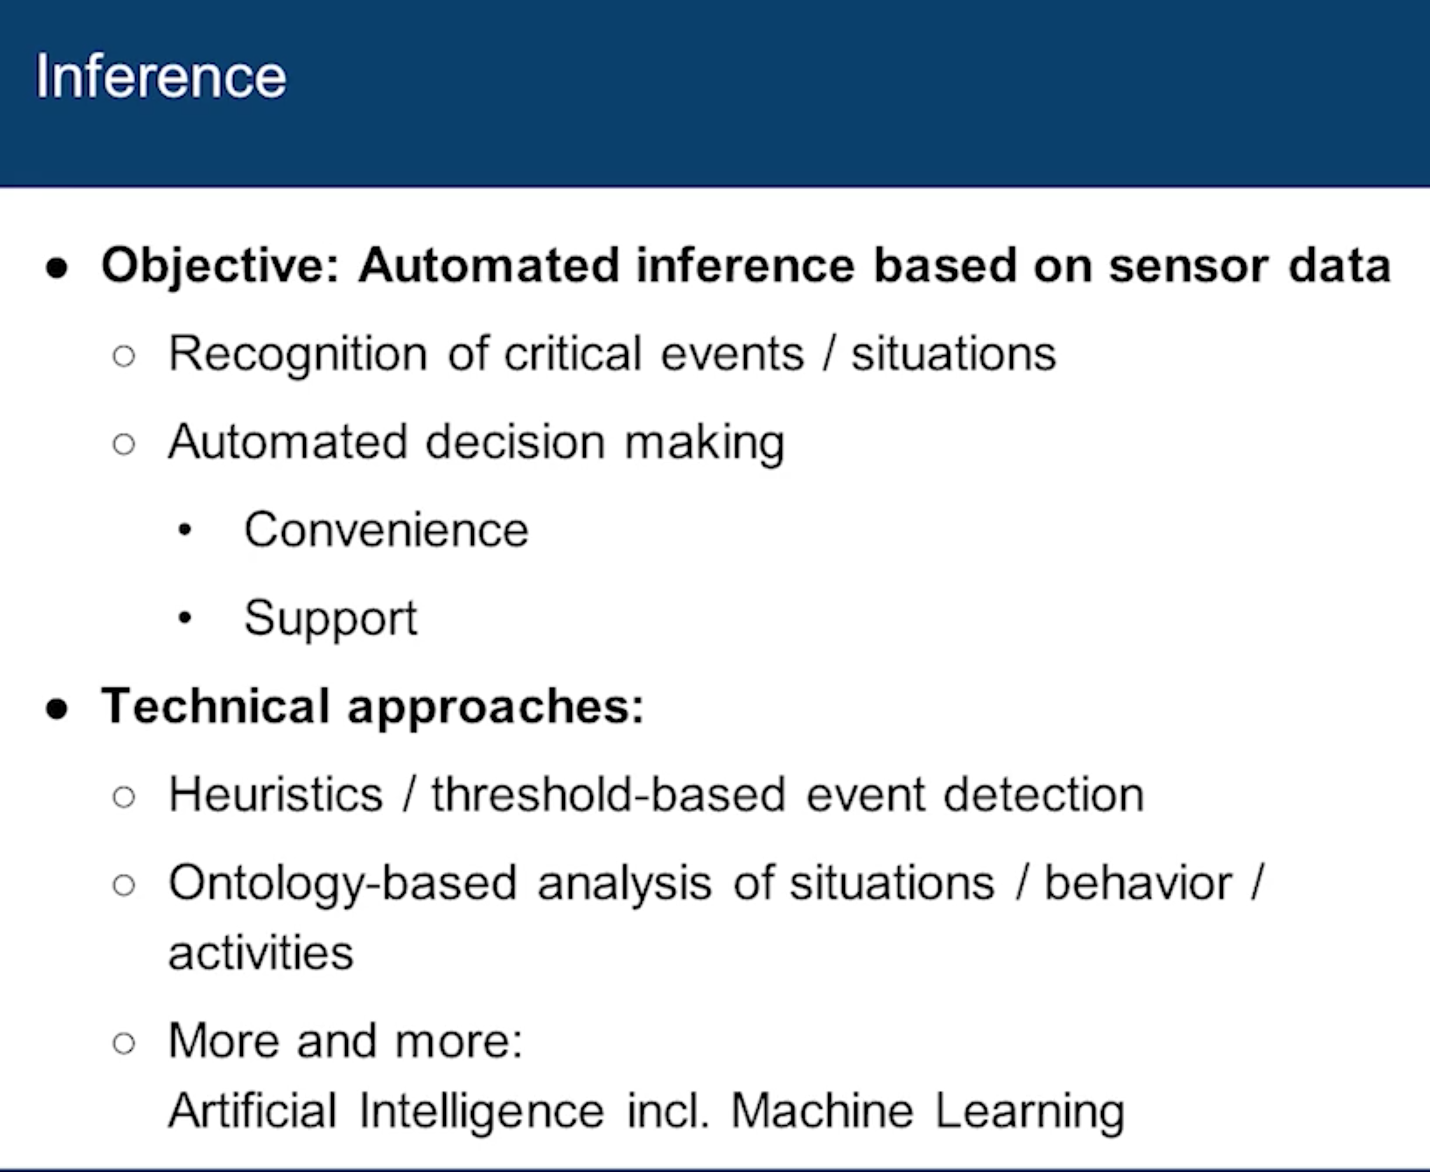 Inference
● Objective: Automated inference based on sensor data
○ Recognition of critical events / situations
○ Automated decision making
• Convenience
• Support
● Technical approaches:
○ Heuristics / threshold-based event detection
○ Ontology-based analysis of situations / behavior /
activities
○ More and more:
Artificial Intelligence incl. Machine Learning